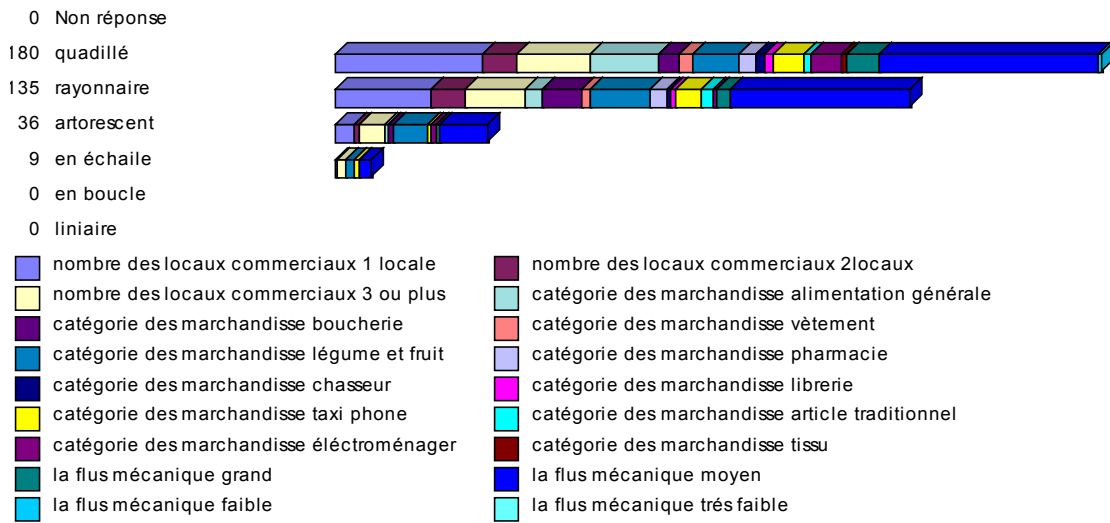 0 Non réponse
180 quadillé
135 rayonnaire
36 artorescent
9 en échaile
0 en boucle
0 liniaire
nombre des locaux commerciaux 1 locale
nombre des locaux commerciaux 2locaux
nombre des locaux commerciaux 3 ou plus
catégorie des marchandisse alimentation générale
catégorie des marchandisse boucherie
catégorie des marchandisse vètement
catégorie des marchandisse légume et fruit
catégorie des marchandisse pharmacie
catégorie des marchandisse chasseur
catégorie des marchandisse librerie
catégorie des marchandisse taxi phone
catégorie des marchandisse article traditionnel
catégorie des marchandisse éléctroménager
catégorie des marchandisse tissu
la flus mécanique grand
la flus mécanique moyen
la flus mécanique faible
la flus mécanique trés faible